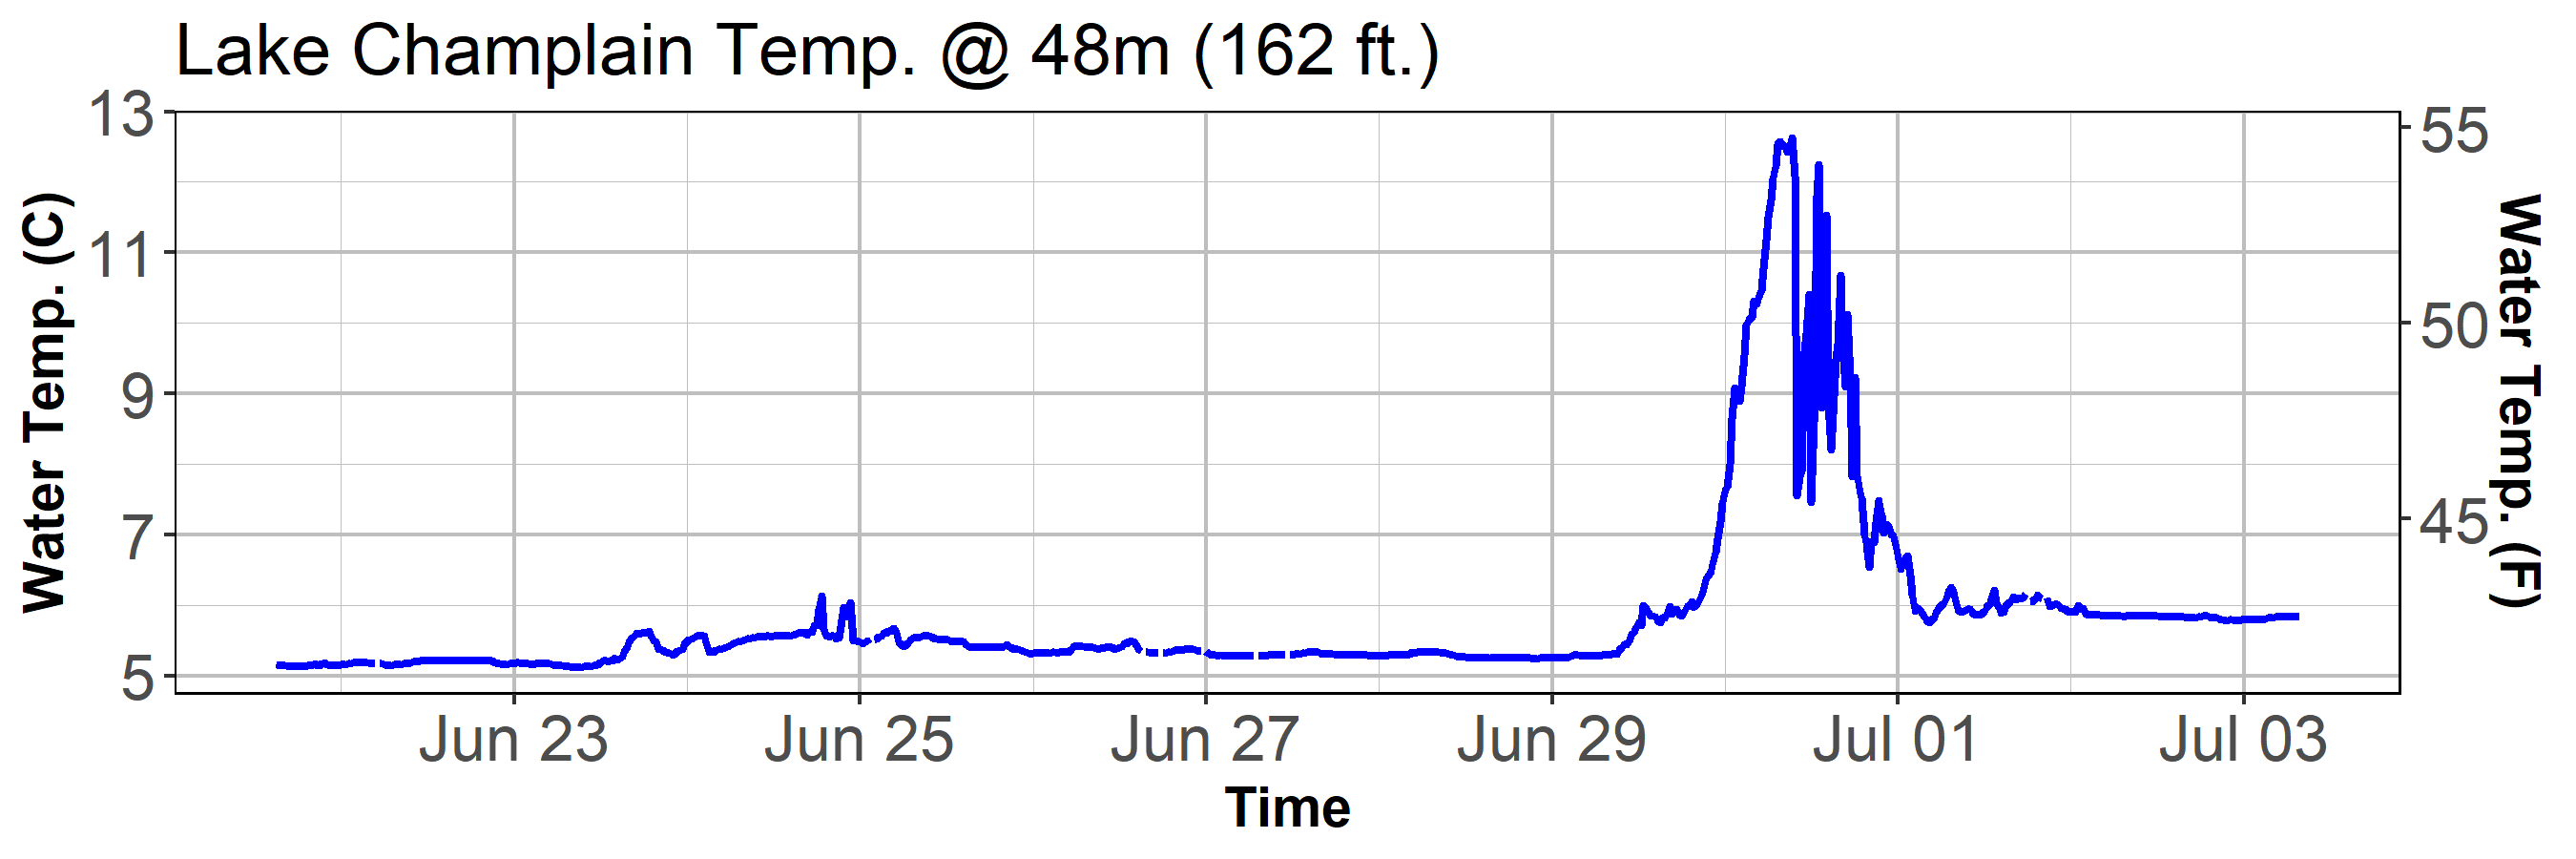 Lake Champlain Temp. @ 48m (162 ft.)
Water Temp. (C)
13
11
9
7
5
55
50
45
Water Temp. (F)
Jun 23 Jun 25 Jun 27 Jun 29 Jul 01 Jul 03
Time